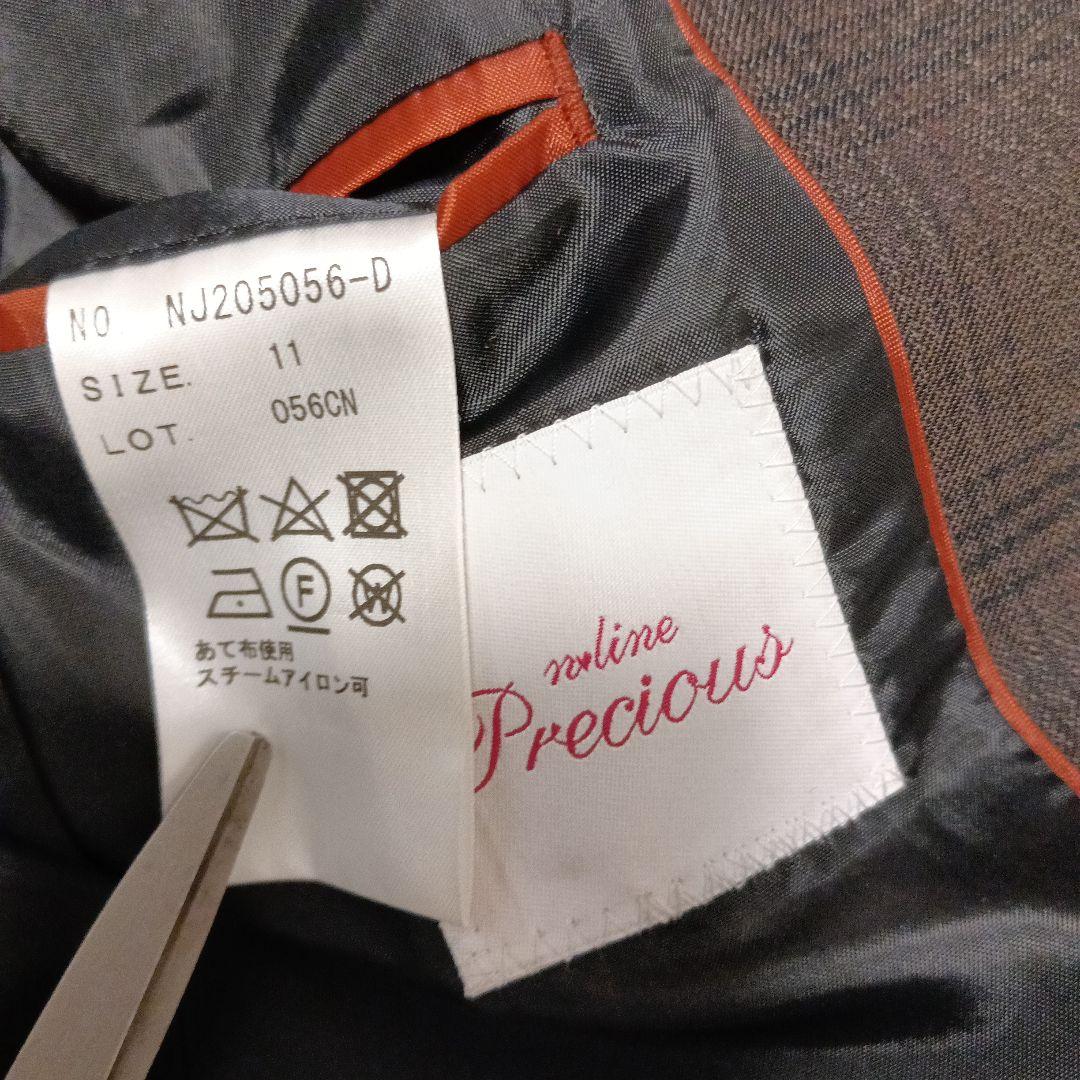 NO. NJ205056-D
SIZE. 11
LOT. 056CN
F
W
あて布使用
スチームアイロン可
n♥line
Precious